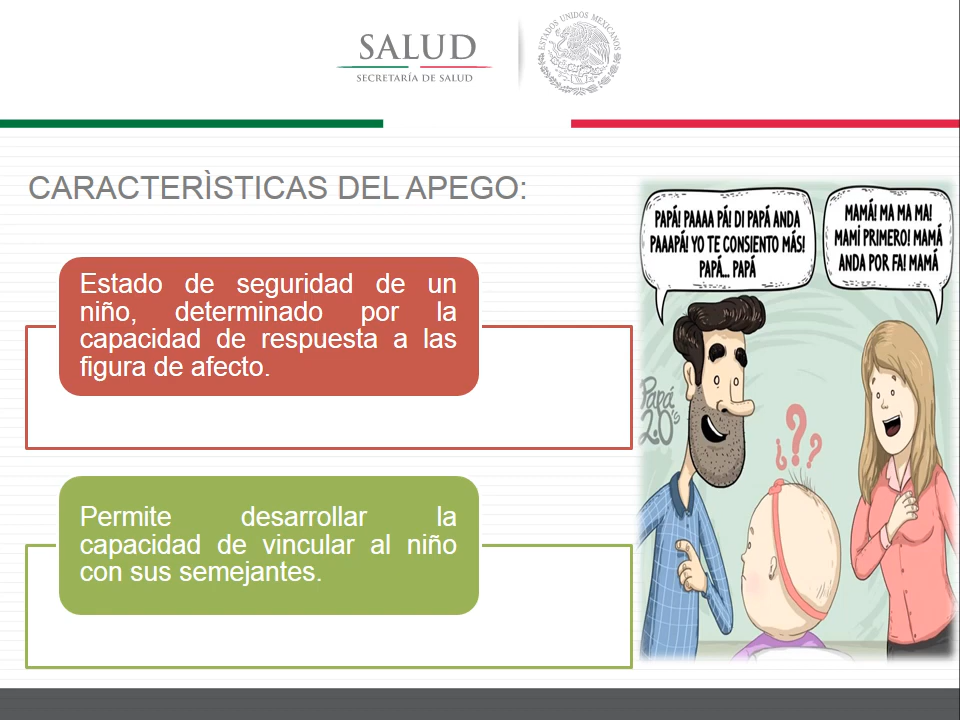 SALUD
SECRETARÍA DE SALUD
ESTADOS UNIDOS MEXICANOS
CARACTERÌSTICAS DEL APEGO:
Estado de seguridad de un
niño, determinado por la
capacidad de respuesta a las
figura de afecto.
Permite desarrollar la
capacidad de vincular al niño
con sus semejantes.
PAPÁ! PAAAA PÁ! DI PAPÁ ANDA
PAAAPÁ! YO TE CONSIENTO MÁS!
PAPÁ... PAPÁ
MAMÁ! MA MA MA!
MAMÍ PRIMERO! MAMÁ
ANDA POR FA! MAMÁ
Papá
2.0's
¿??